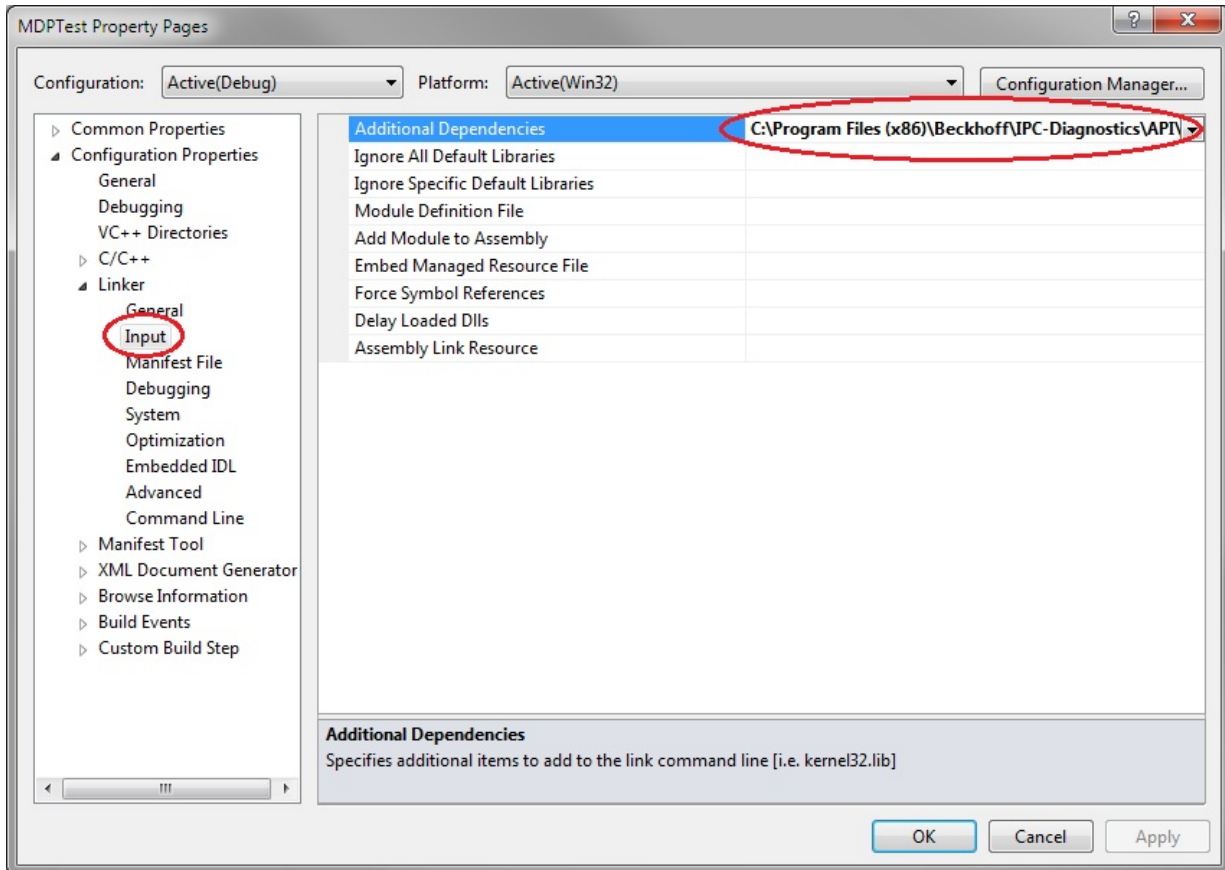 MDPTest Property Pages
Configuration: Active(Debug) Platform: Active(Win32) Configuration Manager...
Common Properties
Configuration Properties
General
Debugging
VC++ Directories
C/C++
Linker
General
Input
Manifest File
Debugging
System
Optimization
Embedded IDL
Advanced
Command Line
Manifest Tool
XML Document Generator
Browse Information
Build Events
Custom Build Step
Additional Dependencies C:\Program Files (x86)\Beckhoff\IPC-Diagnostics\API\
Ignore All Default Libraries
Ignore Specific Default Libraries
Module Definition File
Add Module to Assembly
Embed Managed Resource File
Force Symbol References
Delay Loaded Dlls
Assembly Link Resource
Additional Dependencies
Specifies additional items to add to the link command line [i.e. kernel32.lib]
OK Cancel Apply